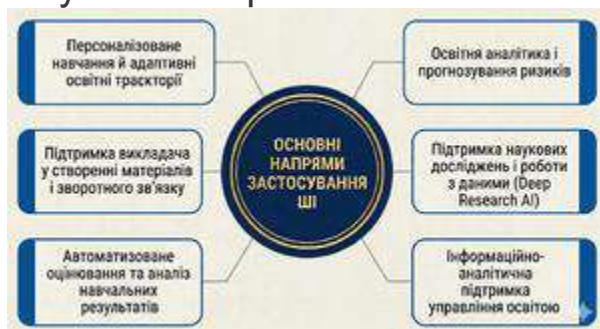 Персоналізоване
навчання й адаптивні
освітні траєкторії
Підтримка викладача
у створенні матеріалів
і зворотного зв'язку
Автоматизоване
оцінювання та аналіз
навчальних
результатів
ОСНОВНІ
НАПРЯМИ
ЗАСТОСУВАННЯ
ШІ
Освітня аналітика і
прогнозування ризиків
Підтримка наукових
досліджень і роботи
з даними (Deep
Research AI)
Інформаційно-
аналітична
підтримка
управління освітою